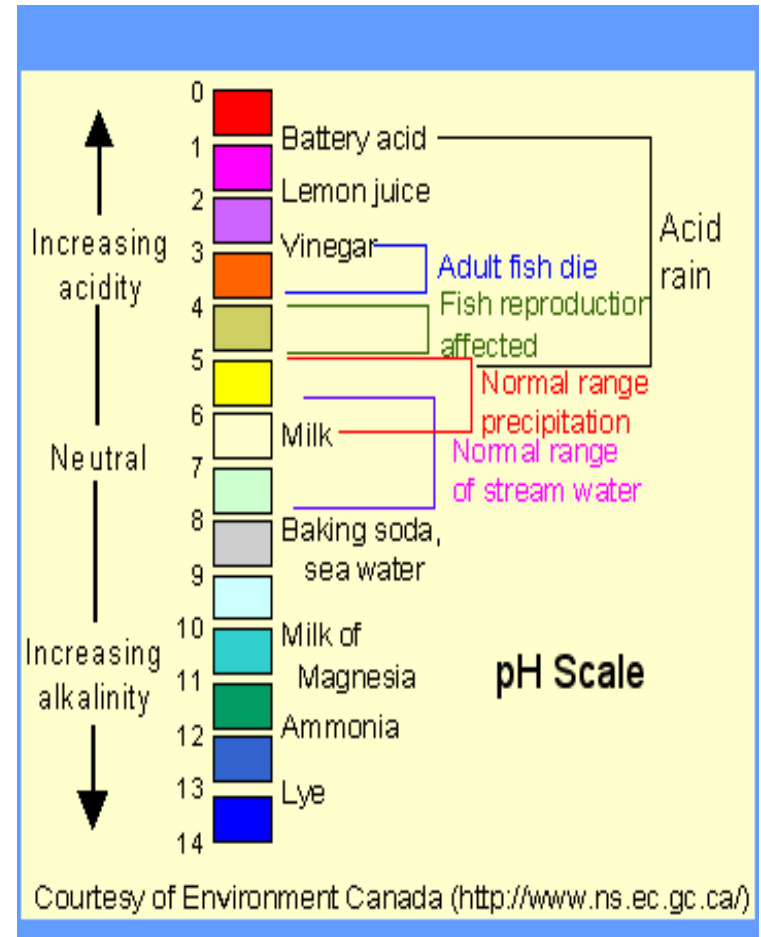 0
1
Battery acid
2
Lemon juice
Increasing
acidity
3
Vinegar
Adult fish die
Acid
rain
4
Fish reproduction
affected
5
Normal range
precipitation
6
Milk
Neutral
7
Normal range
of stream water
8
Baking soda,
sea water
9
10
Milk of
Magnesia
Increasing
alkalinity
11
pH Scale
Ammonia
12
13
Lye
14
Courtesy of Environment Canada (http://www.ns.ec.gc.ca/)